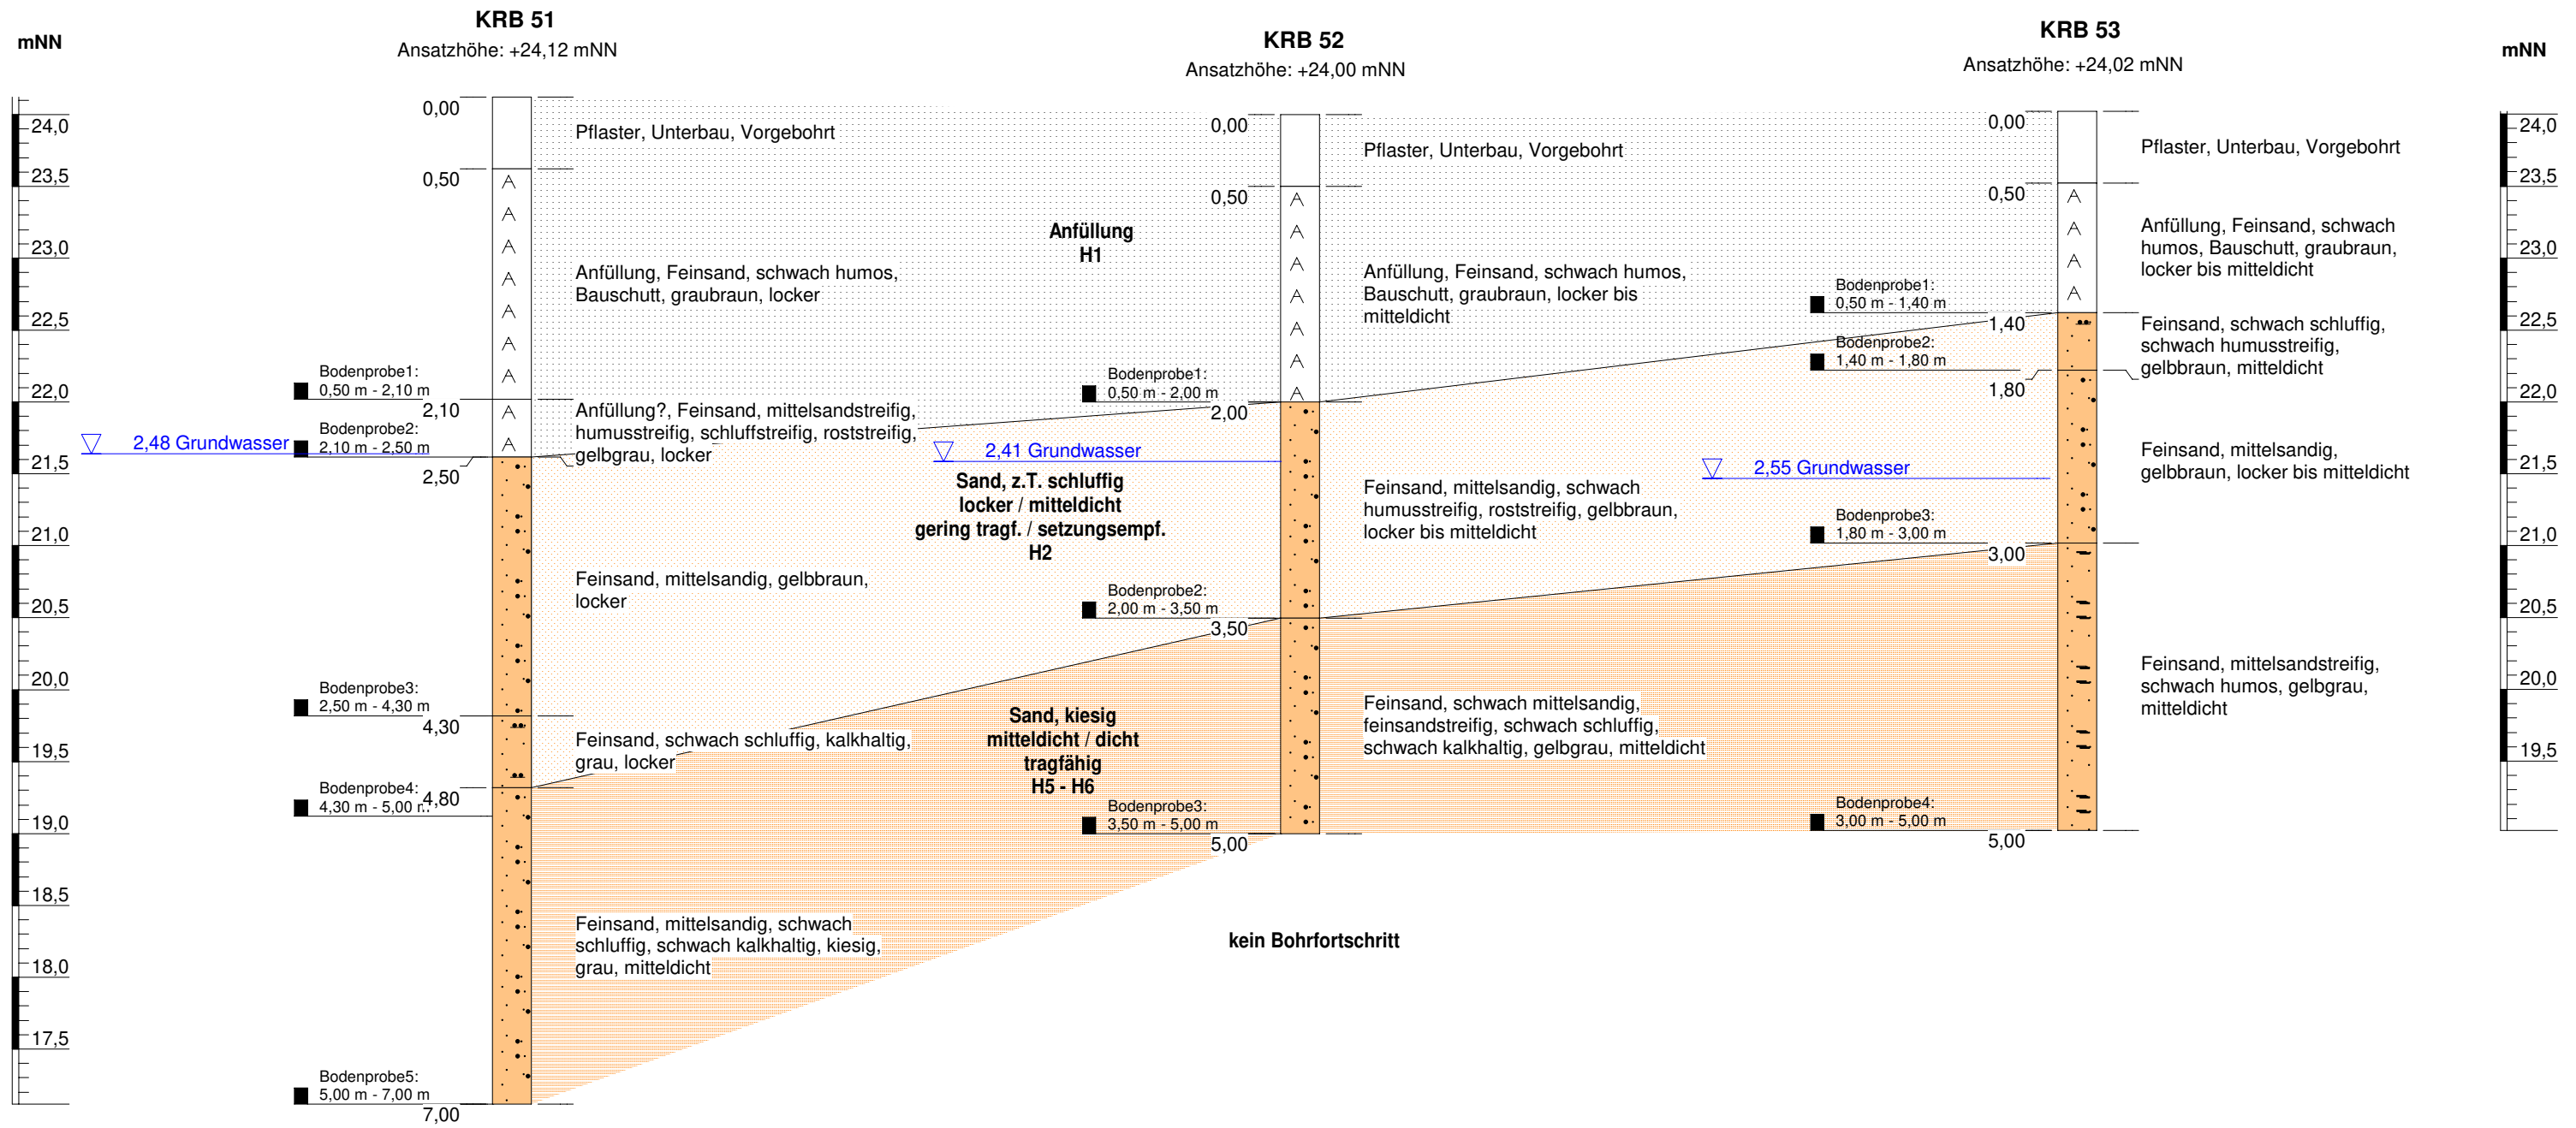 mNN
KRB 51
Ansatzhöhe: +24,12 mNN
KRB 52
Ansatzhöhe: +24,00 mNN
KRB 53
Ansatzhöhe: +24,02 mNN
mNN
24,0
23,5
23,0
22,5
22,0
21,5
21,0
20,5
20,0
19,5
19,0
18,5
18,0
17,5
2,48 Grundwasser
Bodenprobe1:
0,50 m - 2,10 m
Bodenprobe2:
2,10 m - 2,50 m
Bodenprobe3:
2,50 m - 4,30 m
Bodenprobe4:
4,30 m - 5,00 m
Bodenprobe5:
5,00 m - 7,00 m
0,00
0,50
2,10
2,50
4,30
4,80
7,00
Pflaster, Unterbau, Vorgebohrt
Anfüllung, Feinsand, schwach humos,
Bauschutt, graubraun, locker
Anfüllung?, Feinsand, mittelsandstreifig,
humusstreifig, schluffstreifig, roststreifig,
gelbgrau, locker
Feinsand, mittelsandig, gelbbraun,
locker
Feinsand, schwach schluffig, kalkhaltig,
grau, locker
Feinsand, mittelsandig, schwach
schluffig, schwach kalkhaltig, kiesig,
grau, mitteldicht
Anfüllung
H1
2,41 Grundwasser
Sand, z.T. schluffig
locker / mitteldicht
gering tragf. / setzungsempf.
H2
Sand, kiesig
mitteldicht / dicht
tragfähig
H5 - H6
Bodenprobe1:
0,50 m - 2,00 m
Bodenprobe2:
2,00 m - 3,50 m
Bodenprobe3:
3,50 m - 5,00 m
0,00
0,50
2,00
3,50
5,00
Pflaster, Unterbau, Vorgebohrt
Anfüllung, Feinsand, schwach humos,
Bauschutt, graubraun, locker bis
mitteldicht
Feinsand, mittelsandig, schwach
humusstreifig, roststreifig, gelbbraun,
locker bis mitteldicht
Feinsand, schwach mittelsandig,
feinsandstreifig, schwach schluffig,
schwach kalkhaltig, gelbgrau, mitteldicht
kein Bohrfortschritt
2,55 Grundwasser
Bodenprobe1:
0,50 m - 1,40 m
Bodenprobe2:
1,40 m - 1,80 m
Bodenprobe3:
1,80 m - 3,00 m
Bodenprobe4:
3,00 m - 5,00 m
0,00
0,50
1,40
1,80
3,00
5,00
Pflaster, Unterbau, Vorgebohrt
Anfüllung, Feinsand, schwach
humos, Bauschutt, graubraun,
locker bis mitteldicht
Feinsand, schwach schluffig,
schwach humusstreifig,
gelbbraun, mitteldicht
Feinsand, mittelsandig,
gelbbraun, locker bis mitteldicht
Feinsand, mittelsandstreifig,
schwach humos, gelbgrau,
mitteldicht
24,0
23,5
23,0
22,5
22,0
21,5
21,0
20,5
20,0
19,5